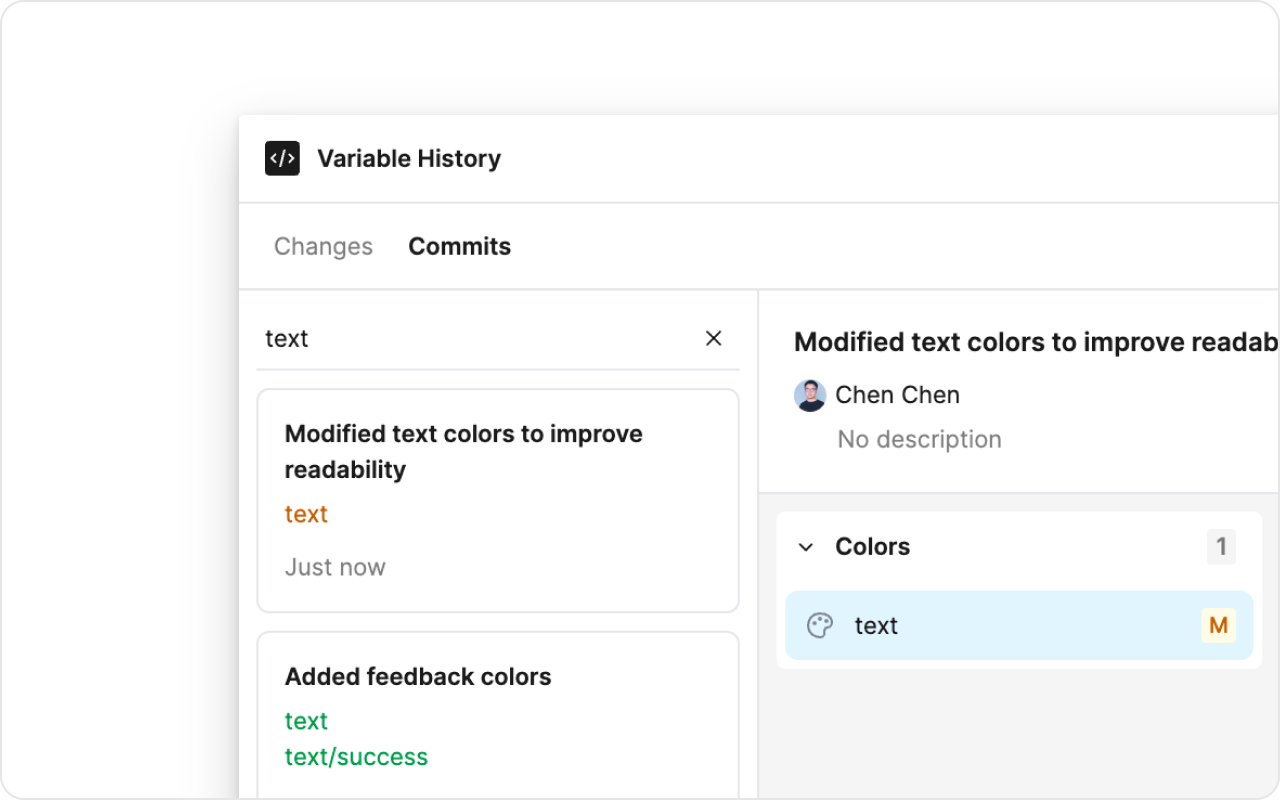 </> Variable History
Changes Commits
text
Modified text colors to improve
readability
text
Just now
Added feedback colors
text
text/success
Modified text colors to improve readab
Chen Chen
No description
Colors 1
text M